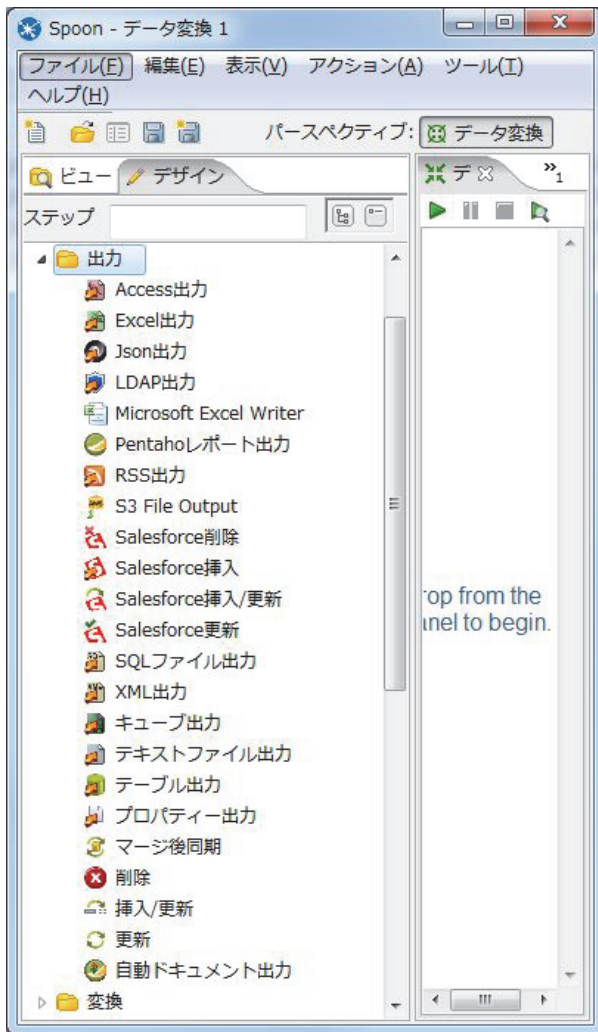 Spoon - データ変換 1
ファイル(F) 編集(E) 表示(V) アクション(A) ツール(T)
ヘルプ(H)
パースペクティブ: データ変換
ビュー デザイン
デ
»1
ステップ
出力
Access出力
Excel出力
Json出力
LDAP出力
Microsoft Excel Writer
Pentahoレポート出力
RSS出力
S3 File Output
Salesforce削除
Salesforce挿入
Salesforce挿入/更新
Salesforce更新
SQLファイル出力
XML出力
キューブ出力
テキストファイル出力
テーブル出力
プロパティー出力
マージ後同期
削除
挿入/更新
更新
自動ドキュメント出力
変換
rop from the
anel to begin.